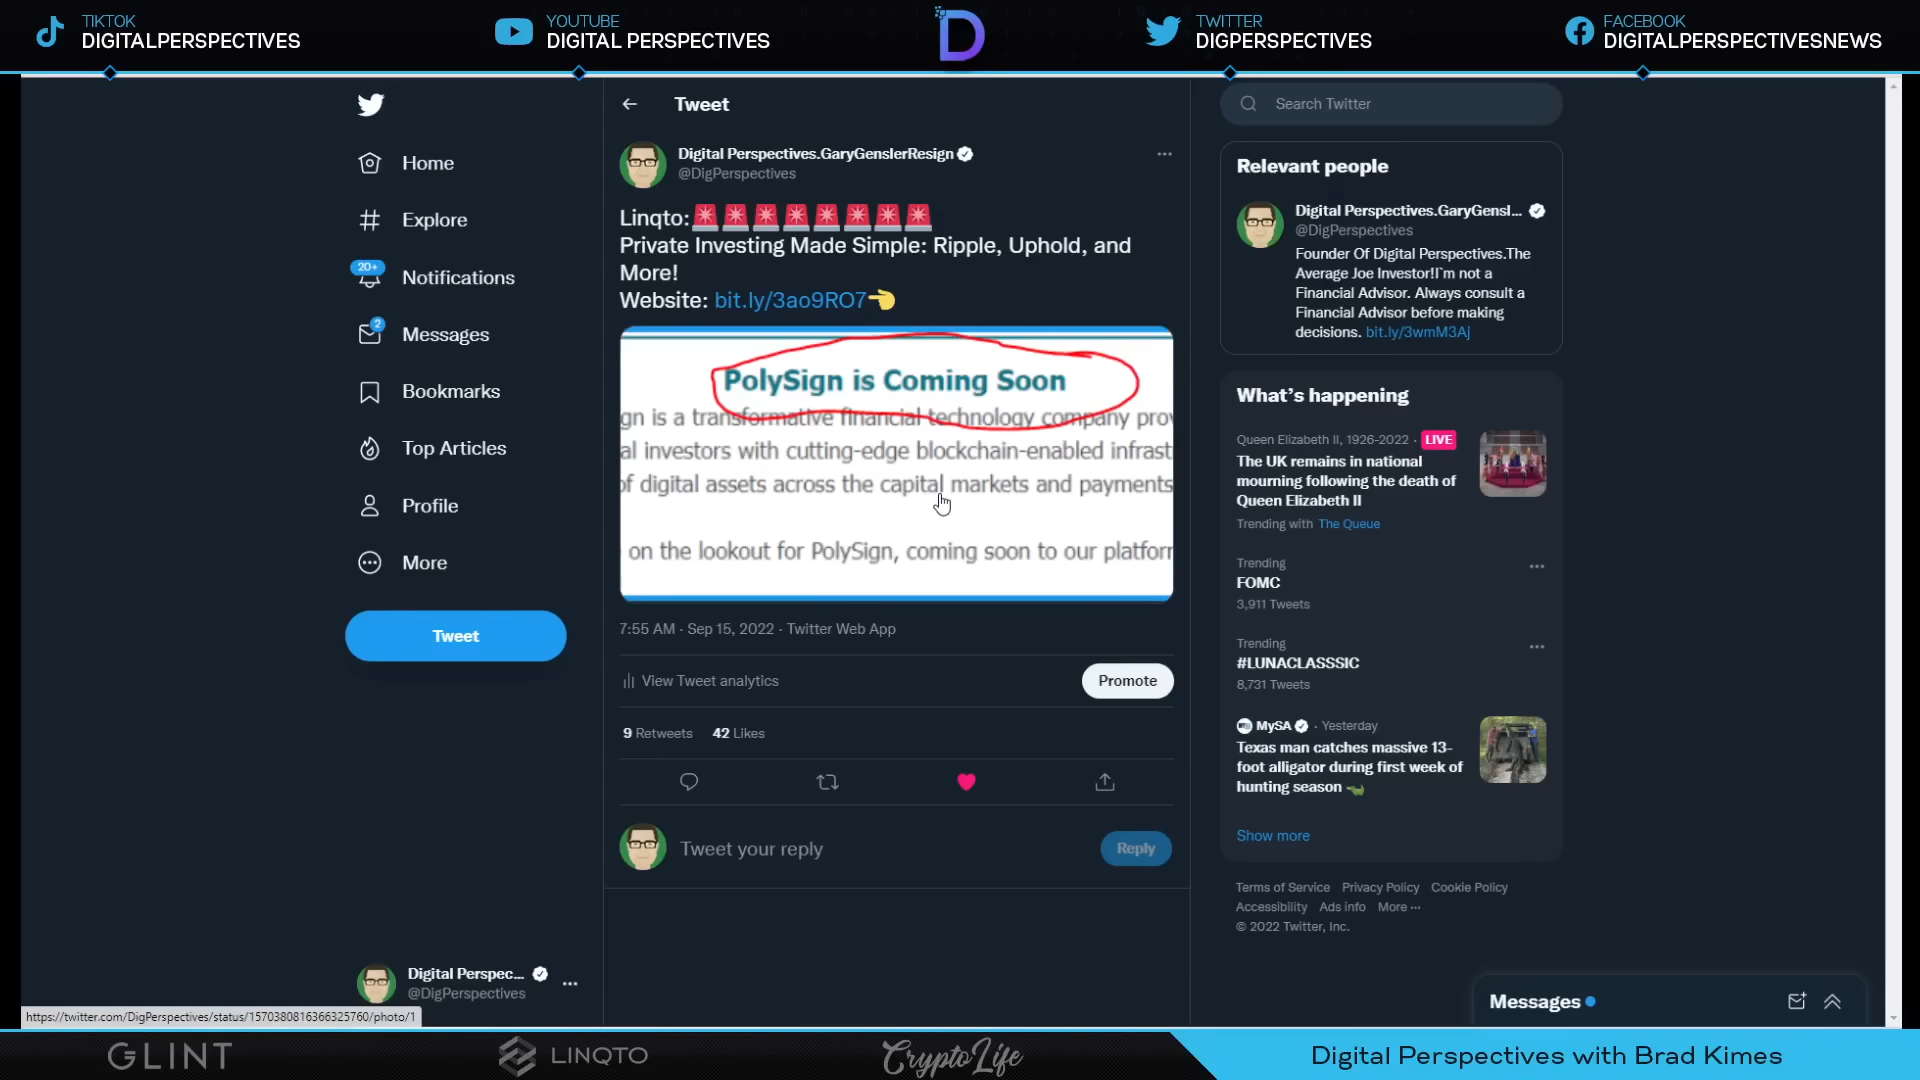 TIKTOK
DIGITALPERSPECTIVES
YOUTUBE
DIGITAL PERSPECTIVES
D
TWITTER
DIGPERSPECTIVES
FACEBOOK
DIGITALPERSPECTIVESNEWS
Home
Explore
20+
Notifications
2
Messages
Bookmarks
Top Articles
Profile
More
Tweet
Digital Perspec...
@DigPerspectives
https://twitter.com/DigPerspectives/status/1570380816366325760/photo/1
Tweet
Digital Perspectives.GaryGenslerResign
@DigPerspectives
Linqto:🚨🚨🚨🚨🚨🚨🚨🚨
Private Investing Made Simple: Ripple, Uphold, and
More!
Website: bit.ly/3ao9RO7👈
PolySign is Coming Soon
gn is a transformative financial technology company prov
al investors with cutting-edge blockchain-enabled infrast
of digital assets across the capital markets and payments
on the lookout for PolySign, coming soon to our platforr
7:55 AM · Sep 15, 2022 · Twitter Web App
View Tweet analytics
Promote
9 Retweets 42 Likes
Tweet your reply
Reply
Search Twitter
Relevant people
Digital Perspectives.GaryGensl...
@DigPerspectives
Founder Of Digital Perspectives.The
Average Joe Investor!I`m not a
Financial Advisor. Always consult a
Financial Advisor before making
decisions. bit.ly/3wmM3Aj
What's happening
Queen Elizabeth II, 1926-2022 · LIVE
The UK remains in national
mourning following the death of
Queen Elizabeth II
Trending with The Queue
Trending
FOMC
3,911 Tweets
Trending
#LUNACLASSSIC
8,731 Tweets
MySA · Yesterday
Texas man catches massive 13-
foot alligator during first week of
hunting season 🐊
Show more
Terms of Service Privacy Policy Cookie Policy
Accessibility Ads info More ···
© 2022 Twitter, Inc.
Messages
GLINT
LINQTO
CryptoLife
Digital Perspectives with Brad Kimes